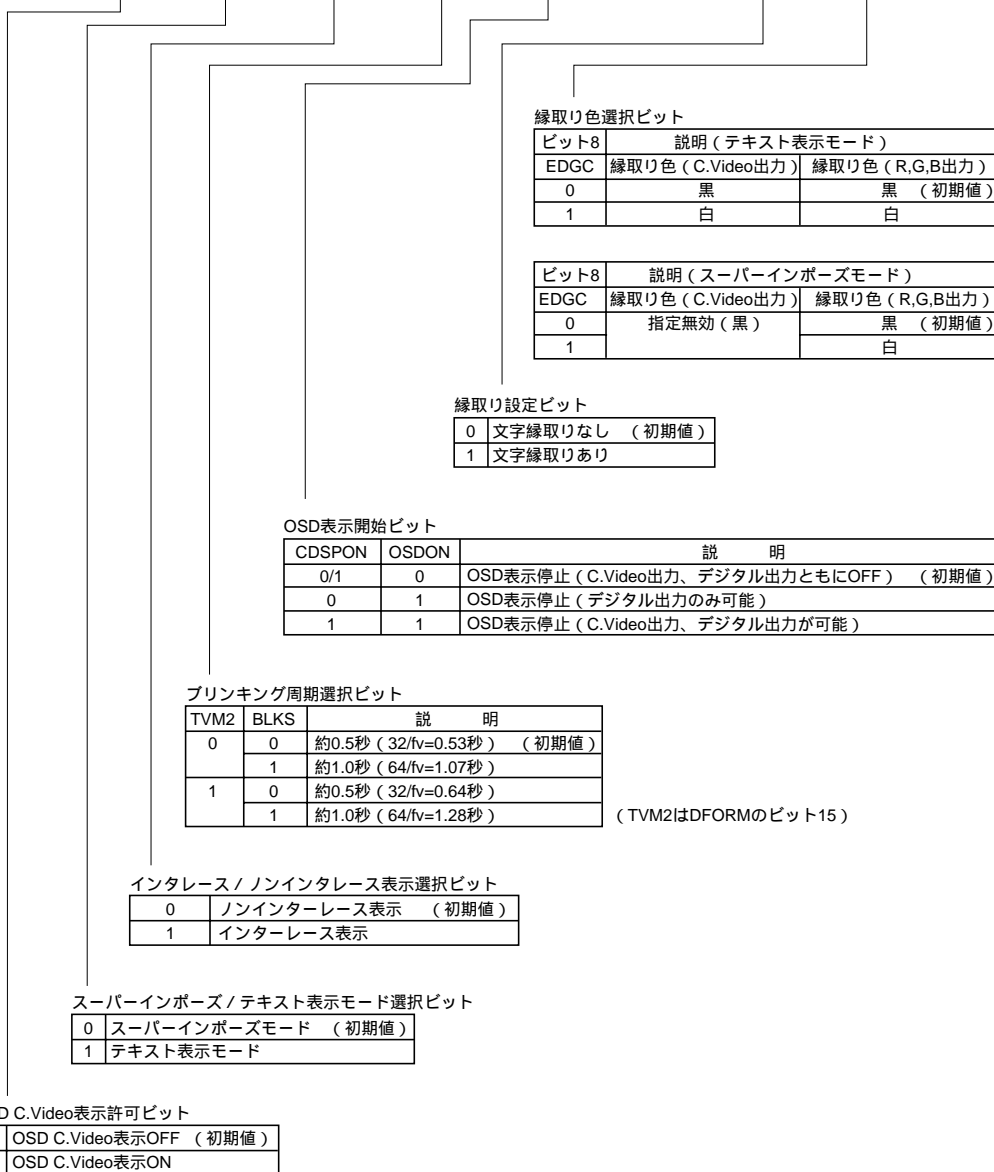 縁取り色選択ビット
ビット8 説明（テキスト表示モード）
EDGC 縁取り色（C.Video出力） 縁取り色（R,G,B出力）
0 黒 黒 （初期値）
1 白 白
ビット8 説明（スーパーインポーズモード）
EDGC 縁取り色（C.Video出力） 縁取り色（R,G,B出力）
0 指定無効（黒） 黒 （初期値）
1 白
縁取り設定ビット
0 文字縁取りなし （初期値）
1 文字縁取りあり
OSD表示開始ビット
CDSPON OSDON 説 明
0/1 0 OSD表示停止（C.Video出力、デジタル出力ともにOFF） （初期値）
0 1 OSD表示停止（デジタル出力のみ可能）
1 1 OSD表示停止（C.Video出力、デジタル出力が可能）
ブリンキング周期選択ビット
TVM2 BLKS 説 明
0 0 約0.5秒（32/fv=0.53秒） （初期値）
1 約1.0秒（64/fv=1.07秒）
1 0 約0.5秒（32/fv=0.64秒）
1 約1.0秒（64/fv=1.28秒） （TVM2はDFORMのビット15）
インタレース／ノンインタレース表示選択ビット
0 ノンインターレース表示 （初期値）
1 インターレース表示
スーパーインポーズ／テキスト表示モード選択ビット
0 スーパーインポーズモード （初期値）
1 テキスト表示モード
D C.Video表示許可ビット
OSD C.Video表示OFF （初期値）
OSD C.Video表示ON